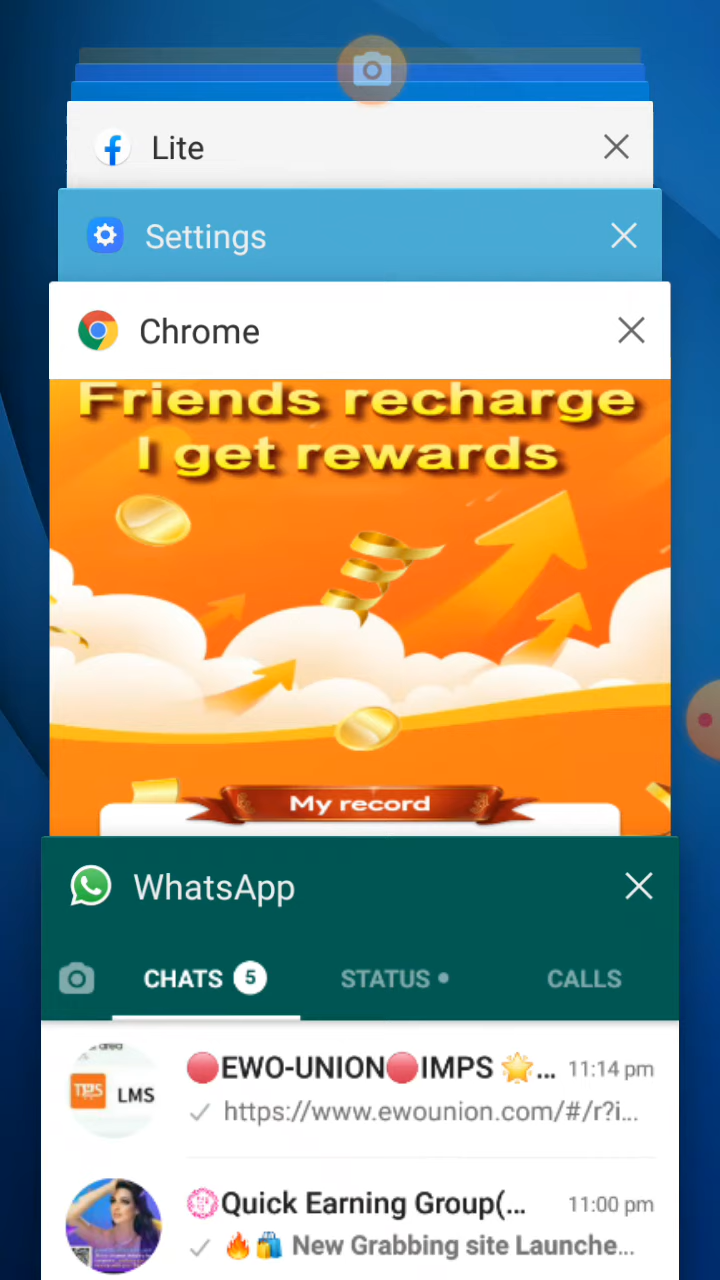 Lite
Settings
Chrome
Friends recharge
I get rewards
My record
WhatsApp
CHATS 5 STATUS CALLS
🔴EWO-UNION🔴IMPS 🌟... 11:14 pm
LMS
https://www.ewounion.com/#/r?i...
Quick Earning Group(... 11:00 pm
🔥🛍️ New Grabbing site Launche...